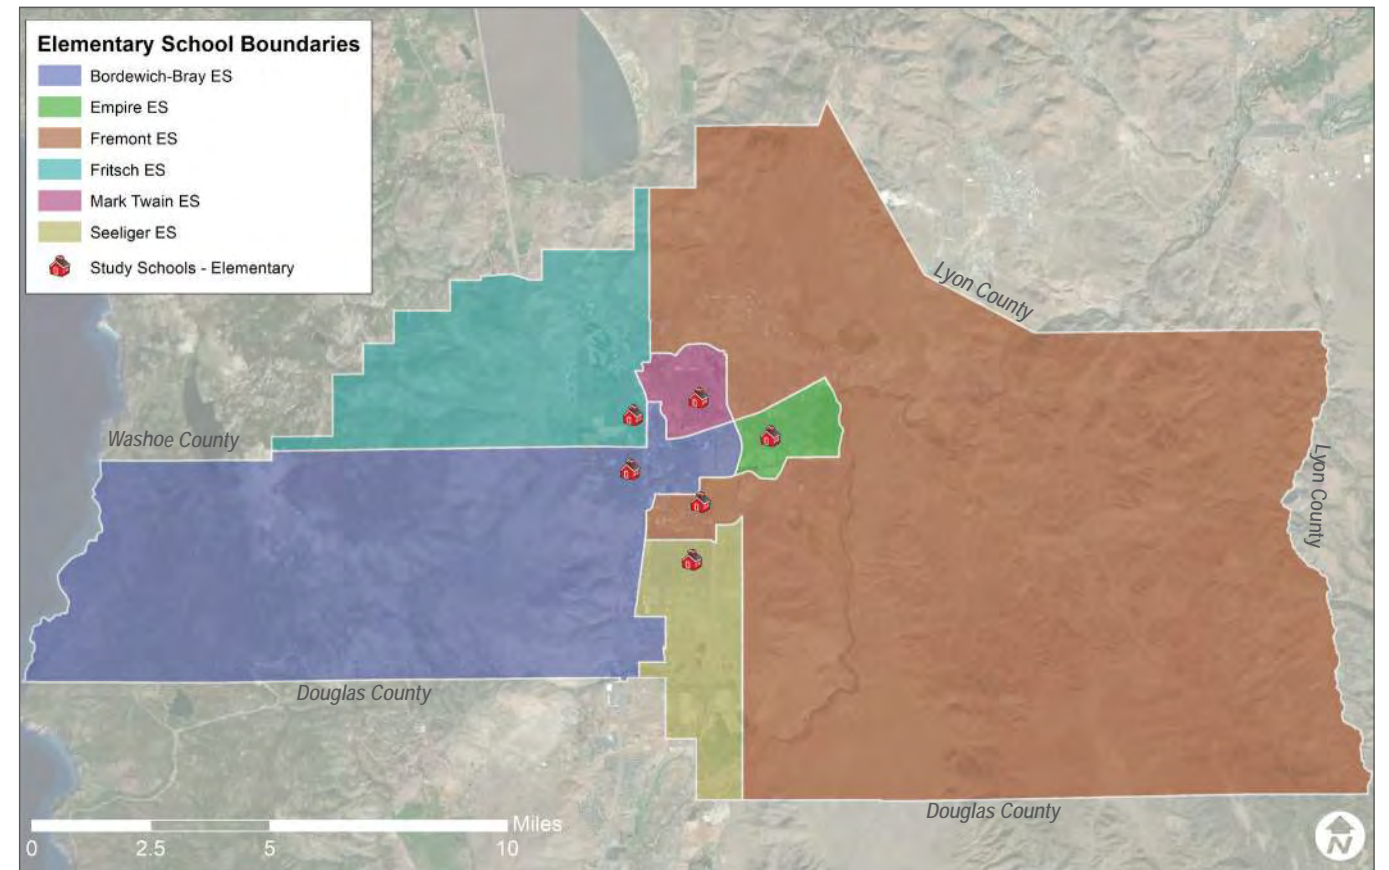 Elementary School Boundaries
Bordewich-Bray ES
Empire ES
Fremont ES
Fritsch ES
Mark Twain ES
Seeliger ES
Study Schools - Elementary
Lyon County
Washoe County
Lyon County
Douglas County
Douglas County
Miles
0 2.5 5 10
N